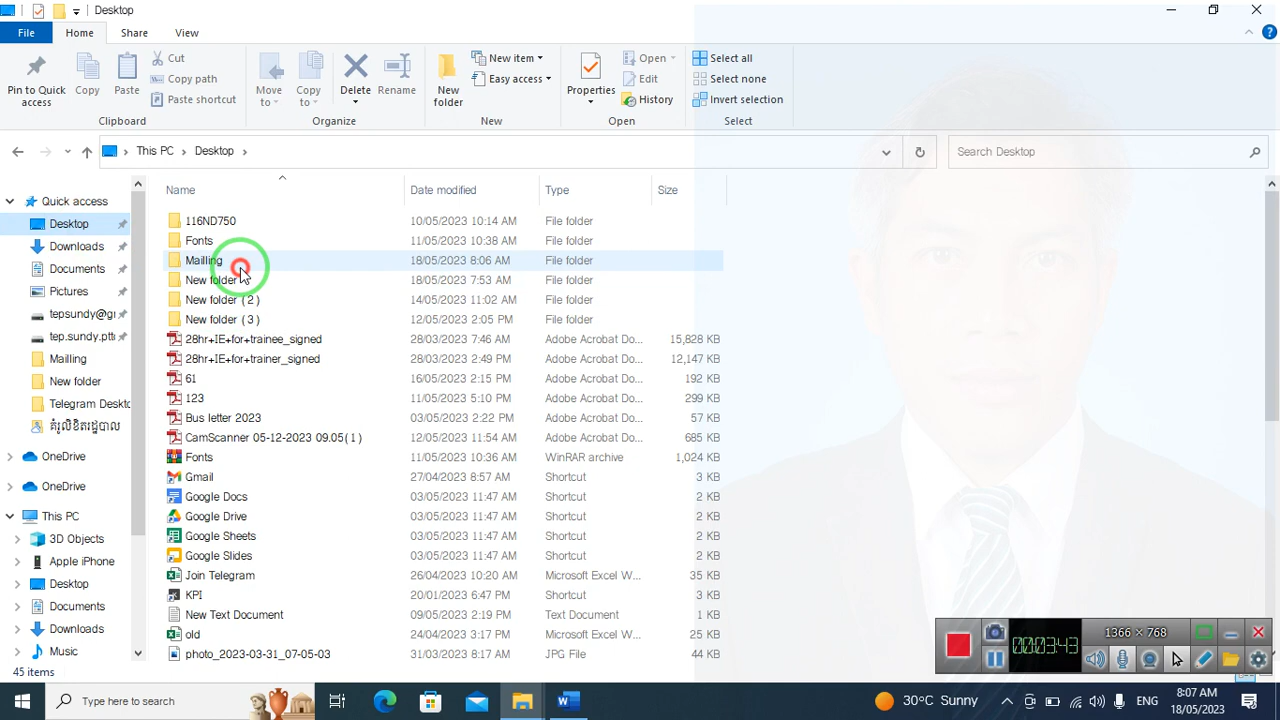 Desktop
File Home Share View
Pin to Quick access
Copy
Paste
Cut
Copy path
Paste shortcut
Clipboard
Move to
Copy to
Delete
Rename
Organize
New folder
New item
Easy access
New
Properties
Open
Edit
History
Open
Select all
Select none
Invert selection
Select
This PC > Desktop >
Search Desktop
Quick access
Desktop
Downloads
Documents
Pictures
tepsundy@g
tep.sundy.ptt
Mailling
New folder
Telegram Deskto
OneDrive
OneDrive
This PC
3D Objects
Apple iPhone
Desktop
Documents
Downloads
Music
Name Date modified Type Size
116ND750 10/05/2023 10:14 AM File folder
Fonts 11/05/2023 10:38 AM File folder
Mailling 18/05/2023 8:06 AM File folder
New folder 18/05/2023 7:53 AM File folder
New folder (2) 14/05/2023 11:02 AM File folder
New folder (3) 12/05/2023 2:05 PM File folder
28hr+IE+for+trainee_signed 28/03/2023 7:46 AM Adobe Acrobat Do... 15,828 KB
28hr+IE+for+trainer_signed 28/03/2023 2:49 PM Adobe Acrobat Do... 12,147 KB
61 16/05/2023 2:15 PM Adobe Acrobat Do... 192 KB
123 11/05/2023 5:10 PM Adobe Acrobat Do... 299 KB
Bus letter 2023 03/05/2023 2:22 PM Adobe Acrobat Do... 57 KB
CamScanner 05-12-2023 09.05(1) 12/05/2023 11:54 AM Adobe Acrobat Do... 685 KB
Fonts 11/05/2023 10:36 AM WinRAR archive 1,024 KB
Gmail 27/04/2023 8:57 AM Shortcut 3 KB
Google Docs 03/05/2023 11:47 AM Shortcut 2 KB
Google Drive 03/05/2023 11:47 AM Shortcut 2 KB
Google Sheets 03/05/2023 11:47 AM Shortcut 2 KB
Google Slides 03/05/2023 11:47 AM Shortcut 2 KB
Join Telegram 26/04/2023 10:20 AM Microsoft Excel W... 35 KB
KPI 20/01/2023 6:47 PM Shortcut 3 KB
New Text Document 09/05/2023 2:19 PM Text Document 1 KB
old 24/04/2023 3:17 PM Microsoft Excel W... 25 KB
photo_2023-03-31_07-05-02 31/03/2023 8:17 AM JPG File 44 KB
45 items
00:03:43
1366 × 768
Type here to search
30°C Sunny
ENG
8:07 AM
18/05/2023